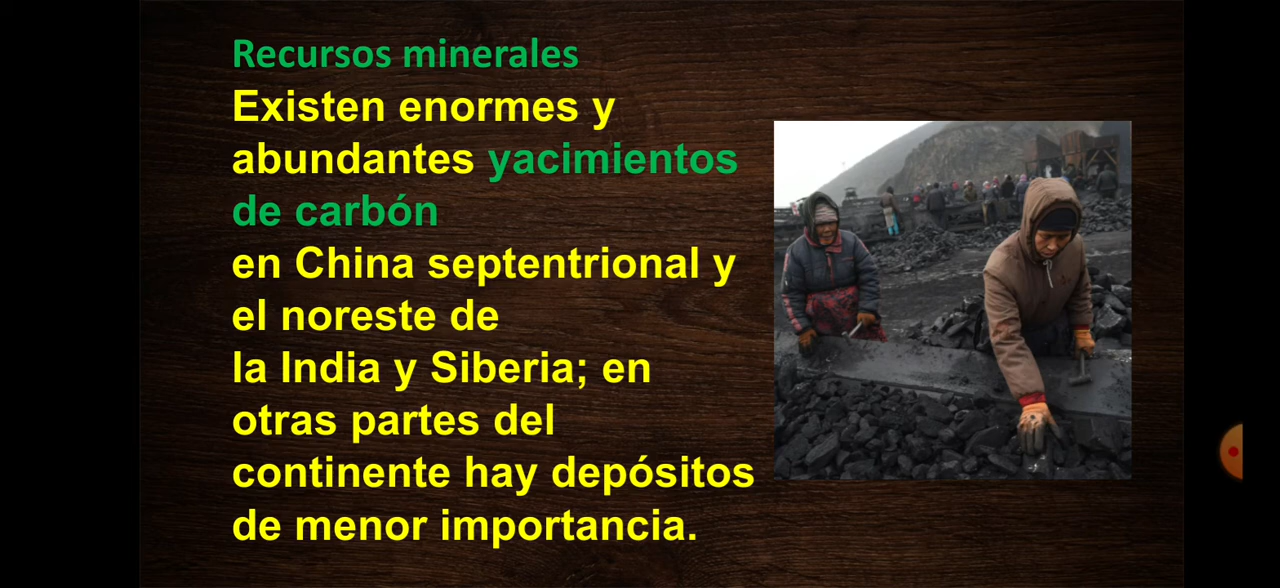 Recursos minerales
Existen enormes y
abundantes yacimientos
de carbón
en China septentrional y
el noreste de
la India y Siberia; en
otras partes del
continente hay depósitos
de menor importancia.